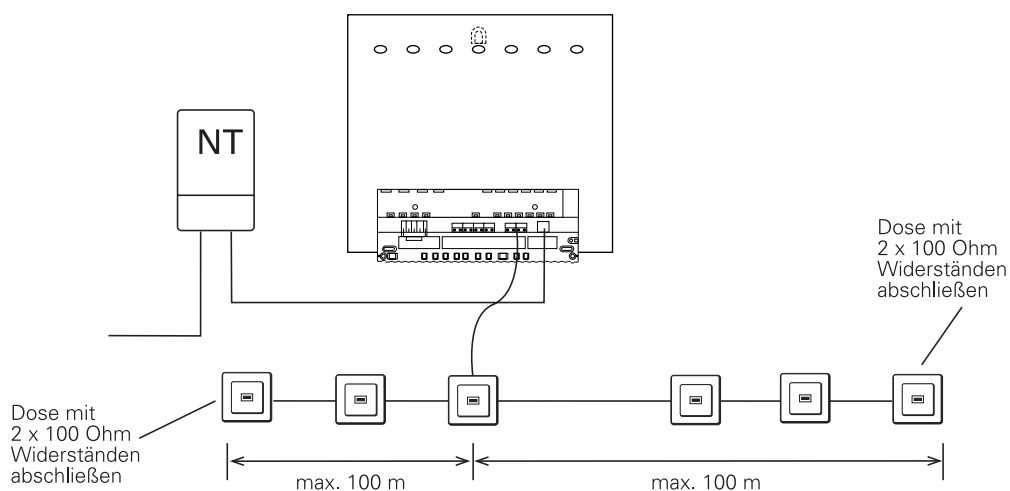 NT
Dose mit
2 x 100 Ohm
Widerständen
abschließen
Dose mit
2 x 100 Ohm
Widerständen
abschließen
max. 100 m
max. 100 m